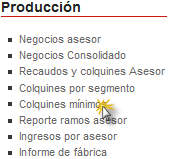 Producción
Negocios asesor
Negocios Consolidado
Recaudos y colquines Asesor
Colquines por segmento
Colquines mínimos
Reporte ramos asesor
Ingresos por asesor
Informe de fábrica